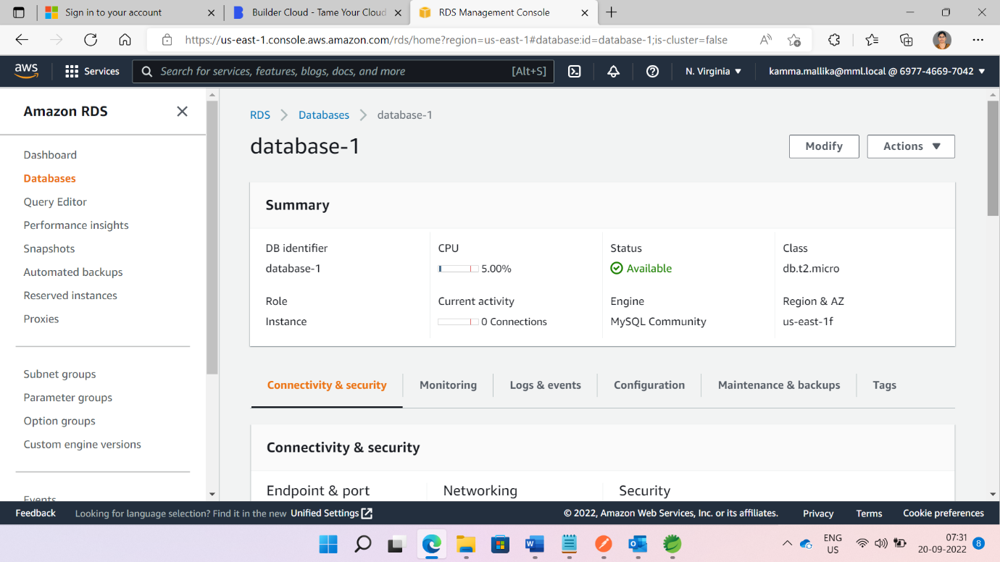 Sign in to your account
Builder Cloud - Tame Your Cloud
RDS Management Console
https://us-east-1.console.aws.amazon.com/rds/home?region=us-east-1#database:id=database-1;is-cluster=false
aws
Services
Search for services, features, blogs, docs, and more
[Alt+S]
N. Virginia
kamma.mallika@mml.local @ 6977-4669-7042
Amazon RDS
Dashboard
Databases
Query Editor
Performance insights
Snapshots
Automated backups
Reserved instances
Proxies
Subnet groups
Parameter groups
Option groups
Custom engine versions
Events
RDS
Databases
database-1
database-1
Modify
Actions
Summary
DB identifier
database-1
CPU
5.00%
Status
Available
Class
db.t2.micro
Role
Instance
Current activity
0 Connections
Engine
MySQL Community
Region & AZ
us-east-1f
Connectivity & security
Monitoring
Logs & events
Configuration
Maintenance & backups
Tags
Connectivity & security
Endpoint & port
Networking
Security
Feedback
Looking for language selection? Find it in the new Unified Settings
© 2022, Amazon Web Services, Inc. or its affiliates.
Privacy
Terms
Cookie preferences
ENG
US
07:31
20-09-2022
8